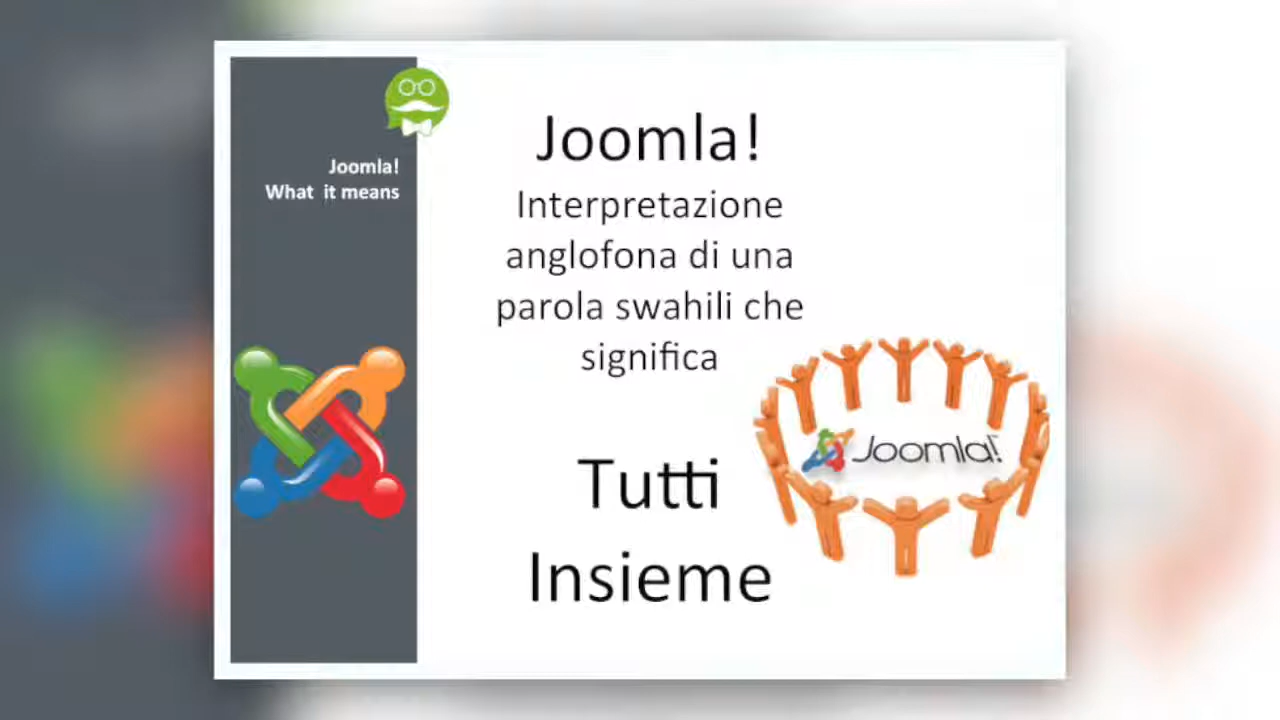 Joomla!
What it means
Joomla!
Interpretazione
anglofona di una
parola swahili che
significa
Tutti
Insieme
Joomla!